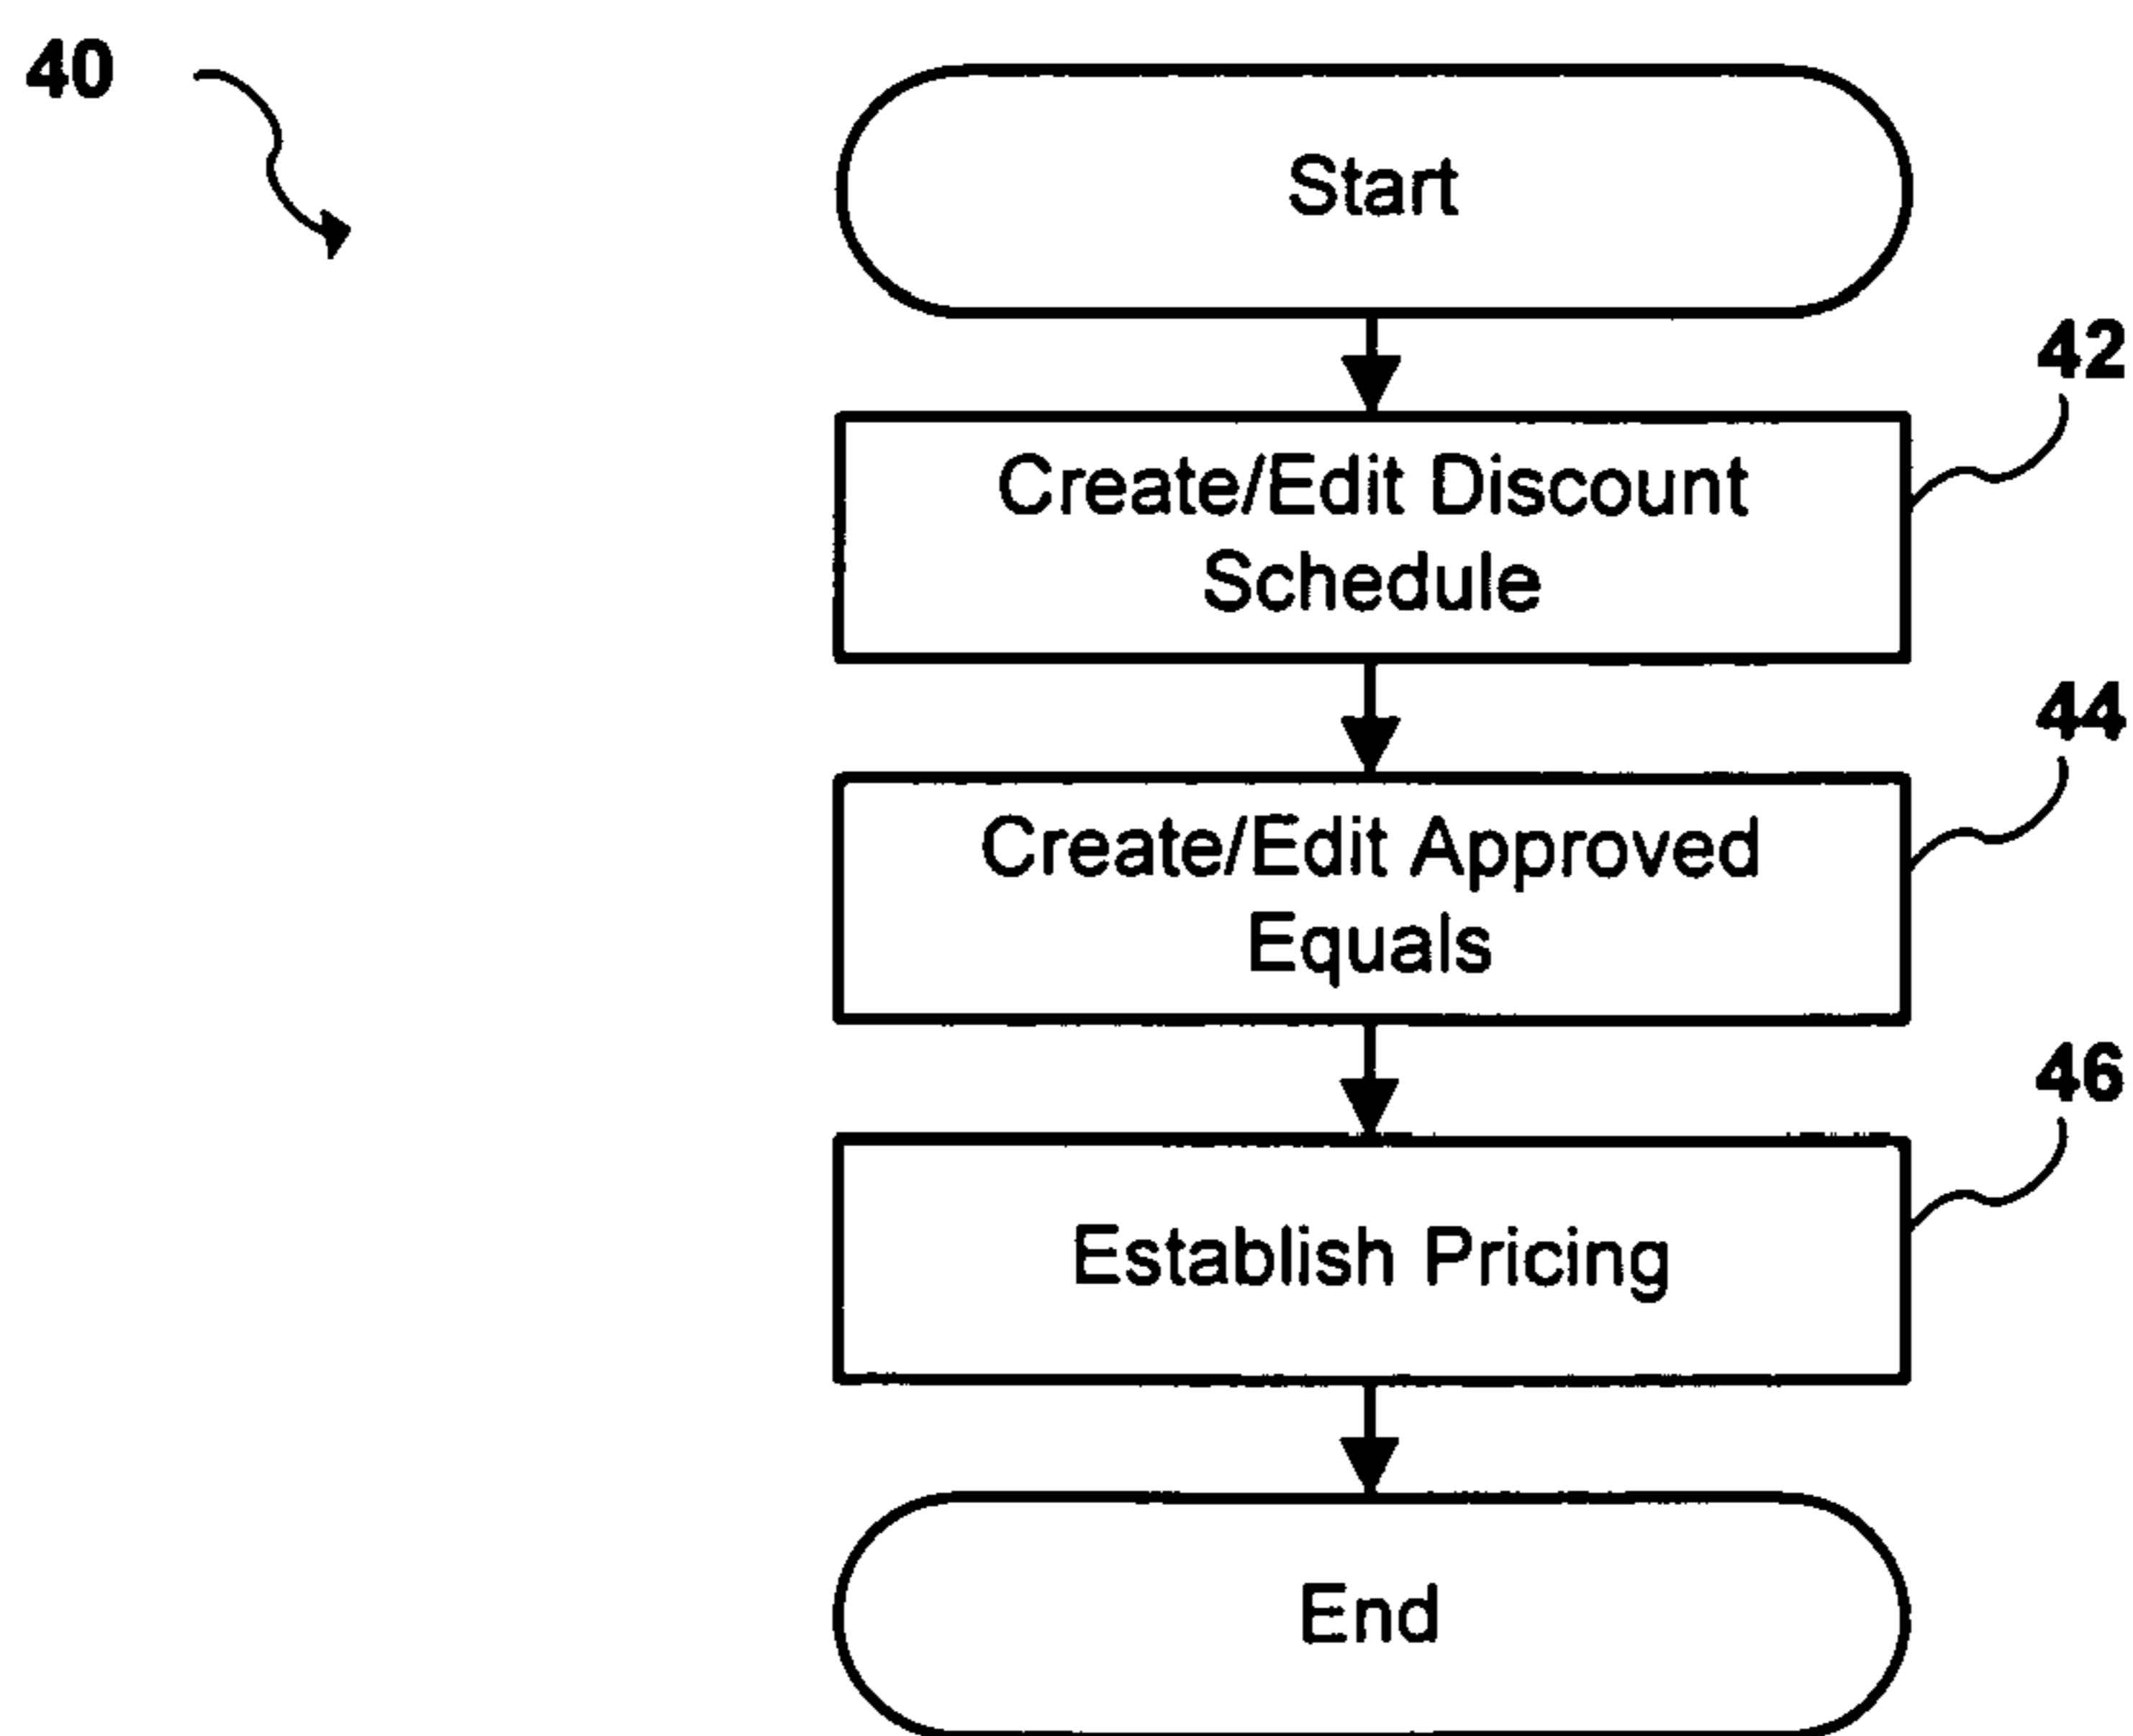 40
Start
42
Create/Edit Discount
Schedule
44
Create/Edit Approved
Equals
46
Establish Pricing
End